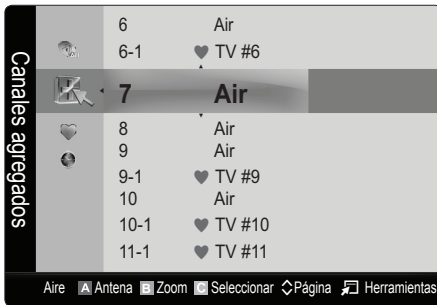 Canales agregados
6 Air
6-1 ♥ TV #6
7 Air
8 Air
9 Air
9-1 ♥ TV #9
10 Air
10-1 ♥ TV #10
11-1 ♥ TV #11
Aire A Antena B Zoom C Seleccionar Página Herramientas